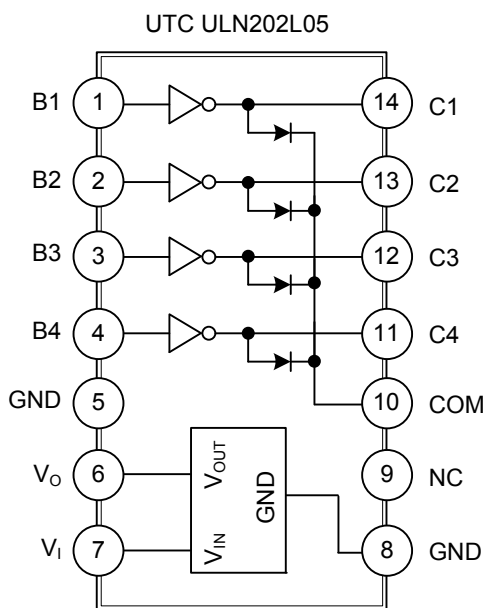 UTC ULN202L05
B1 1 14 C1
B2 2 13 C2
B3 3 12 C3
B4 4 11 C4
GND 5 10 COM
VO 6 VOUT GND 9 NC
VI 7 VIN 8 GND